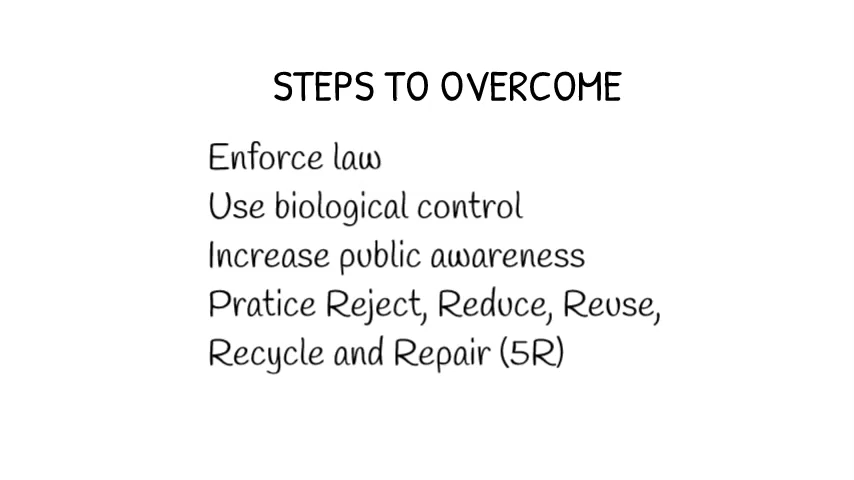 STEPS TO OVERCOME
Enforce law
Use biological control
Increase public awareness
Pratice Reject, Reduce, Reuse,
Recycle and Repair (5R)